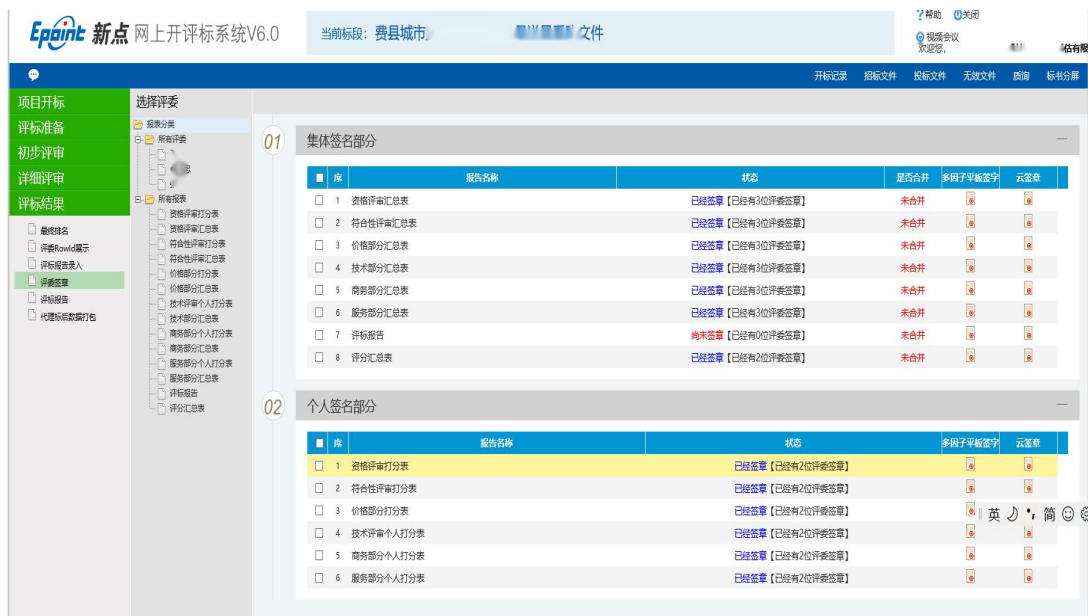 Epoint 新点 网上开评标系统V6.0
当前标段：费县城市
文件
?帮助 关闭
视频会议
欢迎您,
估有限
开标记录 招标文件 投标文件 无效文件 质询 标书分屏
项目开标
评标准备
初步评审
详细评审
评标结果
最终排名
评委RowId展示
评标报告录入
评委签章
评标报告
代理标后数据打包
选择评委
报表分类
所有评委
所有报表
资格评审打分表
资格评审汇总表
符合性评审打分表
符合性评审汇总表
价格部分打分表
价格部分汇总表
技术评审个人打分表
技术部分汇总表
商务部分个人打分表
商务部分汇总表
服务部分个人打分表
服务部分汇总表
评标报告
评分汇总表
01 集体签名部分
序 报告名称 状态 是否合并 多因子平板签字 云签章
1 资格评审汇总表 已经签章【已经有3位评委签章】 未合并
2 符合性评审汇总表 已经签章【已经有3位评委签章】 未合并
3 价格部分汇总表 已经签章【已经有3位评委签章】 未合并
4 技术部分汇总表 已经签章【已经有3位评委签章】 未合并
5 商务部分汇总表 已经签章【已经有3位评委签章】 未合并
6 服务部分汇总表 已经签章【已经有3位评委签章】 未合并
7 评标报告 尚未签章【已经有0位评委签章】 未合并
8 评分汇总表 已经签章【已经有2位评委签章】 未合并
02 个人签名部分
序 报告名称 状态 多因子平板签字 云签章
1 资格评审打分表 已经签章【已经有2位评委签章】
2 符合性评审打分表 已经签章【已经有2位评委签章】
3 价格部分打分表 已经签章【已经有2位评委签章】
4 技术评审个人打分表 已经签章【已经有2位评委签章】
5 商务部分个人打分表 已经签章【已经有2位评委签章】
6 服务部分个人打分表 已经签章【已经有2位评委签章】
英 简